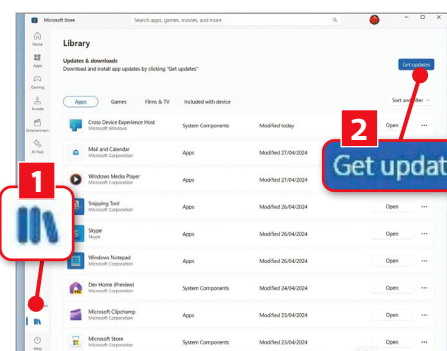 Microsoft Store
Search apps, games, movies, and more
Home
Apps
Gaming
Arcade
Entertainment
AI Hub
Library
Updates & downloads
Download and install app updates by clicking "Get updates"
Get updates
Apps Games Films & TV Included with device Sort and filter
Cross Device Experience Host
Microsoft Windows
System Components Modified today Open
Mail and Calendar
Microsoft Corporation
Apps Modified 27/04/2024
Windows Media Player
Microsoft Corporation
Apps Modified 27/04/2024
Snipping Tool
Microsoft Corporation
Apps Modified 26/04/2024 Open
Skype
Skype
Apps Modified 26/04/2024 Open
Windows Notepad
Microsoft Corporation
Apps Modified 26/04/2024 Open
Dev Home (Preview)
Microsoft Corporation
System Components Modified 24/04/2024 Open
Microsoft Clipchamp
Microsoft Corporation
Apps Modified 23/04/2024 Open
Microsoft Store
Microsoft Corporation
System Components Modified 23/04/2024 Open
Help
1
2
Get updat